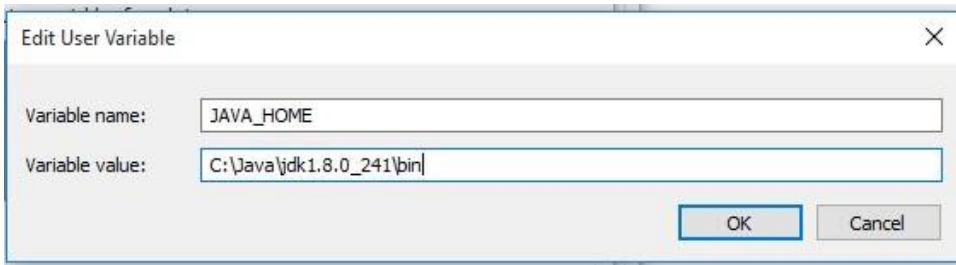 Edit User Variable
Variable name: JAVA_HOME
Variable value: C:\Java\jdk1.8.0_241\bin
OK Cancel